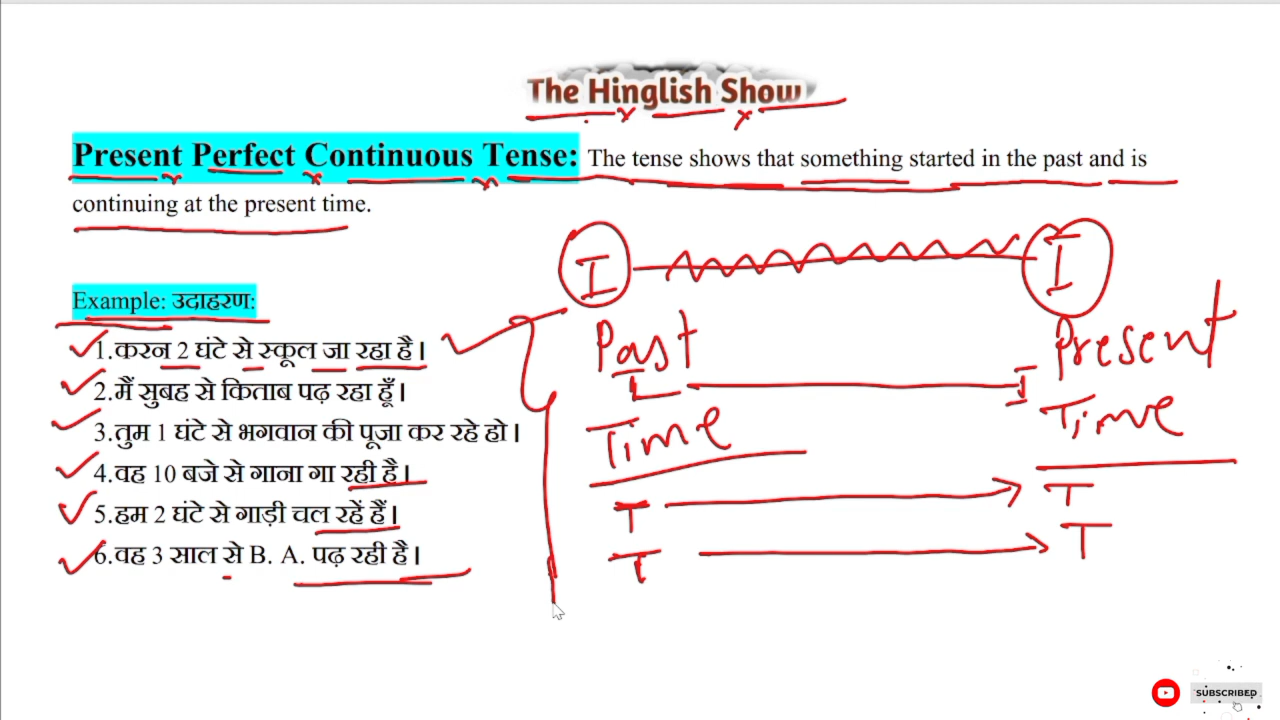 The Hinglish Show
Present Perfect Continuous Tense: The tense shows that something started in the past and is
continuing at the present time.
Example: उदाहरण:
1.करन 2 घंटे से स्कूल जा रहा है।
2.मैं सुबह से किताब पढ़ रहा हूँ।
3.तुम 1 घंटे से भगवान की पूजा कर रहे हो।
4.वह 10 बजे से गाना गा रही है।
5.हम 2 घंटे से गाड़ी चल रहें हैं।
6.वह 3 साल से B. A. पढ़ रही है।
I I
Past Present
I I
Time Time
T T
T T
SUBSCRIBED